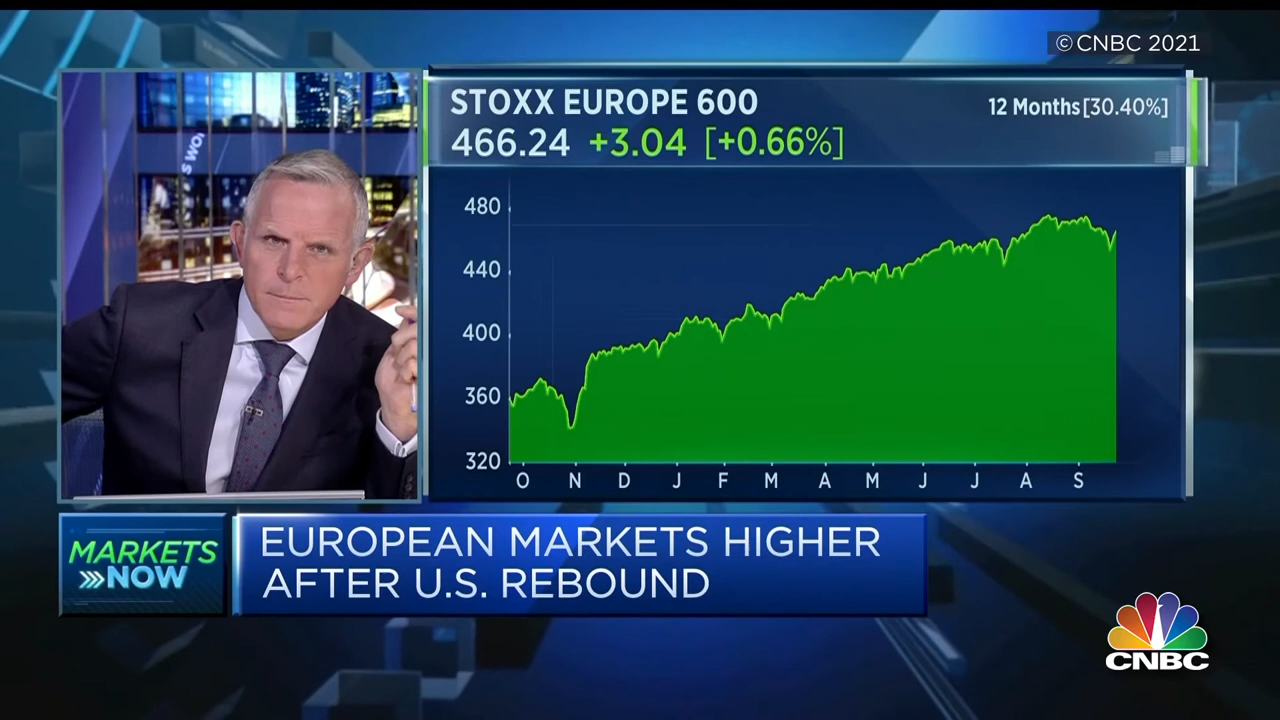 © CNBC 2021
S WO
STOXX EUROPE 600
12 Months[30.40%]
466.24 +3.04 [+0.66%]
480
440
400
360
320
O N D J F M A M J J A S
MARKETS
NOW
EUROPEAN MARKETS HIGHER
AFTER U.S. REBOUND
CNBC